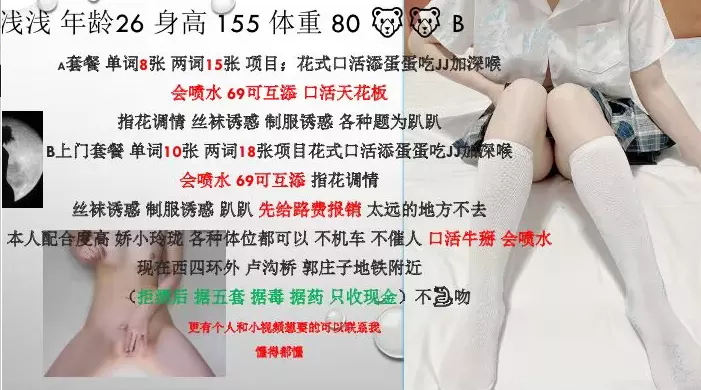 浅浅 年龄26 身高 155 体重 80 🐻🐻 B
A套餐 单词8张 两词15张 项目：花式口活添蛋蛋吃JJ加深喉
会喷水 69可互添 口活天花板
指花调情 丝袜诱惑 制服诱惑 各种题为趴趴
B上门套餐 单词10张 两词18张项目花式口活添蛋蛋吃JJ加深喉
会喷水 69可互添 指花调情
丝袜诱惑 制服诱惑 趴趴 先给路费报销 太远的地方不去
本人配合度高 娇小玲珑 各种体位都可以 不机车 不催人 口活牛掰 会喷水
现在西四环外 卢沟桥 郭庄子地铁附近
后 据五套 据毒 据药 只收现金）不 吻
更有个人和小视频想要的可以联系我
懂得都懂